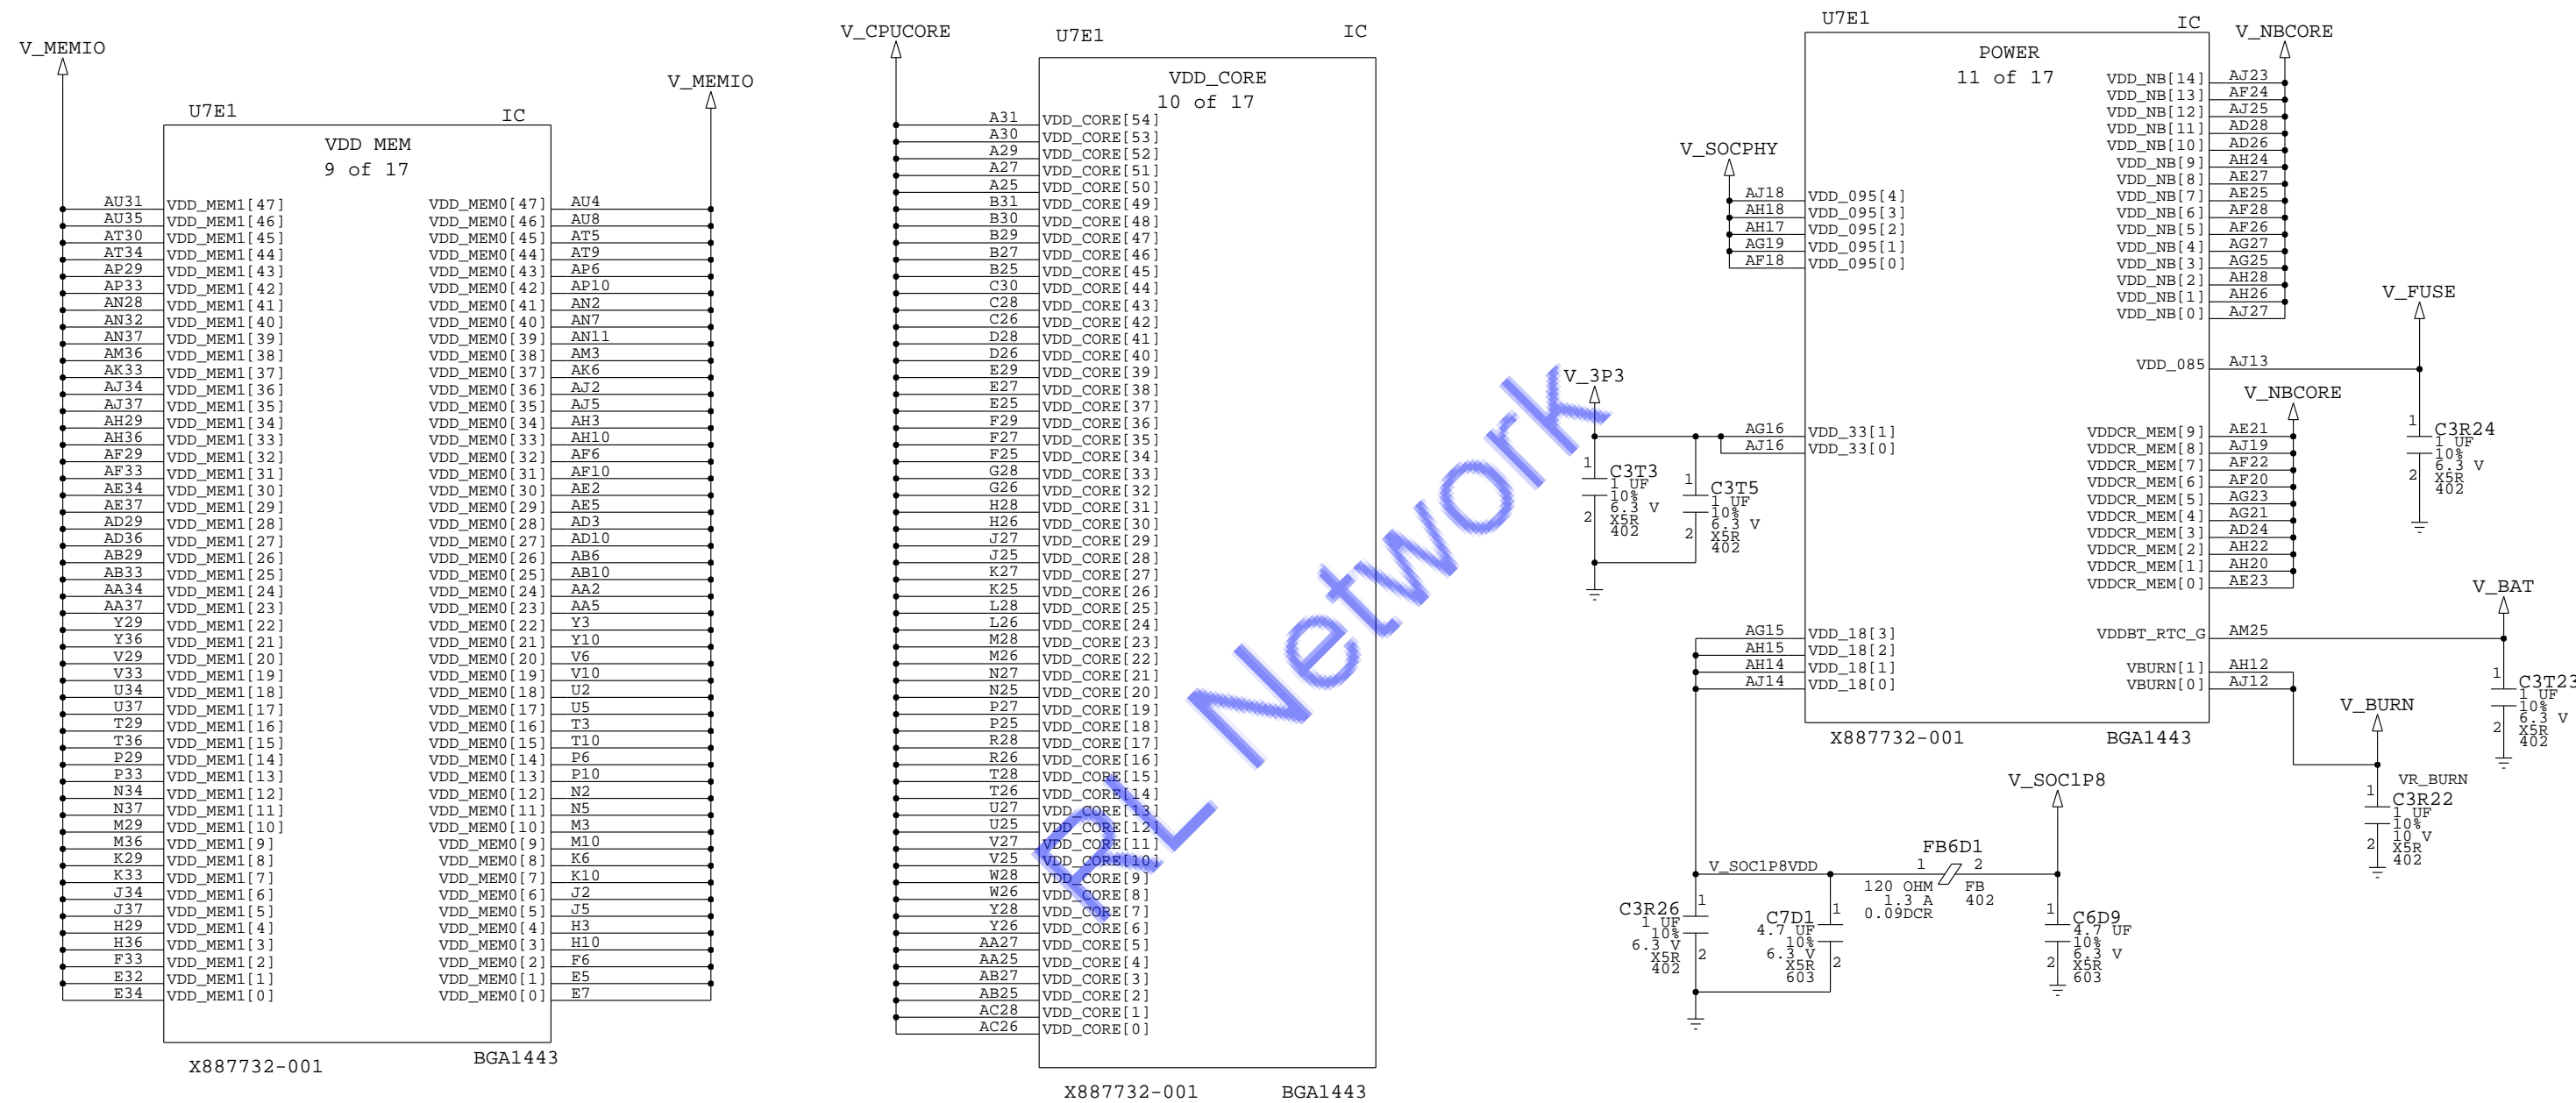 V_MEMIO
V_MEMIO
U7E1
IC
VDD MEM
9 of 17
AU31 VDD_MEM1[47] VDD_MEM0[47] AU4
AU35 VDD_MEM1[46] VDD_MEM0[46] AU8
AT30 VDD_MEM1[45] VDD_MEM0[45] AT5
AT34 VDD_MEM1[44] VDD_MEM0[44] AT9
AP29 VDD_MEM1[43] VDD_MEM0[43] AP6
AP33 VDD_MEM1[42] VDD_MEM0[42] AP10
AN28 VDD_MEM1[41] VDD_MEM0[41] AN2
AN32 VDD_MEM1[40] VDD_MEM0[40] AN7
AN37 VDD_MEM1[39] VDD_MEM0[39] AN11
AM36 VDD_MEM1[38] VDD_MEM0[38] AM3
AK33 VDD_MEM1[37] VDD_MEM0[37] AK6
AJ34 VDD_MEM1[36] VDD_MEM0[36] AJ2
AJ37 VDD_MEM1[35] VDD_MEM0[35] AJ5
AH29 VDD_MEM1[34] VDD_MEM0[34] AH3
AH36 VDD_MEM1[33] VDD_MEM0[33] AH10
AF29 VDD_MEM1[32] VDD_MEM0[32] AF6
AF33 VDD_MEM1[31] VDD_MEM0[31] AF10
AE34 VDD_MEM1[30] VDD_MEM0[30] AE2
AE37 VDD_MEM1[29] VDD_MEM0[29] AE5
AD29 VDD_MEM1[28] VDD_MEM0[28] AD3
AD36 VDD_MEM1[27] VDD_MEM0[27] AD10
AB29 VDD_MEM1[26] VDD_MEM0[26] AB6
AB33 VDD_MEM1[25] VDD_MEM0[25] AB10
AA34 VDD_MEM1[24] VDD_MEM0[24] AA2
AA37 VDD_MEM1[23] VDD_MEM0[23] AA5
Y29 VDD_MEM1[22] VDD_MEM0[22] Y3
Y36 VDD_MEM1[21] VDD_MEM0[21] Y10
V29 VDD_MEM1[20] VDD_MEM0[20] V6
V33 VDD_MEM1[19] VDD_MEM0[19] V10
U34 VDD_MEM1[18] VDD_MEM0[18] U2
U37 VDD_MEM1[17] VDD_MEM0[17] U5
T29 VDD_MEM1[16] VDD_MEM0[16] T3
T36 VDD_MEM1[15] VDD_MEM0[15] T10
P29 VDD_MEM1[14] VDD_MEM0[14] P6
P33 VDD_MEM1[13] VDD_MEM0[13] P10
N34 VDD_MEM1[12] VDD_MEM0[12] N2
N37 VDD_MEM1[11] VDD_MEM0[11] N5
M29 VDD_MEM1[10] VDD_MEM0[10] M3
M36 VDD_MEM1[9] VDD_MEM0[9] M10
K29 VDD_MEM1[8] VDD_MEM0[8] K6
K33 VDD_MEM1[7] VDD_MEM0[7] K10
J34 VDD_MEM1[6] VDD_MEM0[6] J2
J37 VDD_MEM1[5] VDD_MEM0[5] J5
H29 VDD_MEM1[4] VDD_MEM0[4] H3
H36 VDD_MEM1[3] VDD_MEM0[3] H10
F33 VDD_MEM1[2] VDD_MEM0[2] F6
E32 VDD_MEM1[1] VDD_MEM0[1] E5
E34 VDD_MEM1[0] VDD_MEM0[0] E7
X887732-001
BGA1443
V_CPUCORE
U7E1
IC
VDD_CORE
10 of 17
A31 VDD_CORE[54]
A30 VDD_CORE[53]
A29 VDD_CORE[52]
A27 VDD_CORE[51]
A25 VDD_CORE[50]
B31 VDD_CORE[49]
B30 VDD_CORE[48]
B29 VDD_CORE[47]
B27 VDD_CORE[46]
B25 VDD_CORE[45]
C30 VDD_CORE[44]
C28 VDD_CORE[43]
C26 VDD_CORE[42]
D28 VDD_CORE[41]
D26 VDD_CORE[40]
E29 VDD_CORE[39]
E27 VDD_CORE[38]
E25 VDD_CORE[37]
F29 VDD_CORE[36]
F27 VDD_CORE[35]
F25 VDD_CORE[34]
G28 VDD_CORE[33]
G26 VDD_CORE[32]
H28 VDD_CORE[31]
H26 VDD_CORE[30]
J27 VDD_CORE[29]
J25 VDD_CORE[28]
K27 VDD_CORE[27]
K25 VDD_CORE[26]
L28 VDD_CORE[25]
L26 VDD_CORE[24]
M28 VDD_CORE[23]
M26 VDD_CORE[22]
N27 VDD_CORE[21]
N25 VDD_CORE[20]
P27 VDD_CORE[19]
P25 VDD_CORE[18]
R28 VDD_CORE[17]
R26 VDD_CORE[16]
T28 VDD_CORE[15]
T26 VDD_CORE[14]
U27 VDD_CORE[13]
U25 VDD_CORE[12]
V27 VDD_CORE[11]
V25 VDD_CORE[10]
W28 VDD_CORE[9]
W26 VDD_CORE[8]
Y28 VDD_CORE[7]
Y26 VDD_CORE[6]
AA27 VDD_CORE[5]
AA25 VDD_CORE[4]
AB27 VDD_CORE[3]
AB25 VDD_CORE[2]
AC28 VDD_CORE[1]
AC26 VDD_CORE[0]
X887732-001
BGA1443
RL Network
U7E1
IC
POWER
11 of 17
V_SOCPHY
AJ18 VDD_095[4]
AH18 VDD_095[3]
AH17 VDD_095[2]
AG19 VDD_095[1]
AF18 VDD_095[0]
V_3P3
AG16 VDD_33[1]
AJ16 VDD_33[0]
1
C3T3
1 UF
10%
6.3 V
X5R
402
2
1
C3T5
1 UF
10%
6.3 V
X5R
402
2
AG15 VDD_18[3]
AH15 VDD_18[2]
AH14 VDD_18[1]
AJ14 VDD_18[0]
V_NBCORE
VDD_NB[14] AJ23
VDD_NB[13] AF24
VDD_NB[12] AJ25
VDD_NB[11] AD28
VDD_NB[10] AD26
VDD_NB[9] AH24
VDD_NB[8] AE27
VDD_NB[7] AE25
VDD_NB[6] AF28
VDD_NB[5] AF26
VDD_NB[4] AG27
VDD_NB[3] AG25
VDD_NB[2] AH28
VDD_NB[1] AH26
VDD_NB[0] AJ27
V_FUSE
VDD_085 AJ13
V_NBCORE
VDDCR_MEM[9] AE21
VDDCR_MEM[8] AJ19
VDDCR_MEM[7] AF22
VDDCR_MEM[6] AF20
VDDCR_MEM[5] AG23
VDDCR_MEM[4] AG21
VDDCR_MEM[3] AD24
VDDCR_MEM[2] AH22
VDDCR_MEM[1] AH20
VDDCR_MEM[0] AE23
1
C3R24
1 UF
10%
6.3 V
X5R
402
2
V_BAT
VDDBT_RTC_G AM25
VBURN[1] AH12
VBURN[0] AJ12
1
C3T23
1 UF
10%
6.3 V
X5R
402
2
X887732-001
BGA1443
V_BURN
VR_BURN
1
C3R22
1 UF
10%
10 V
X5R
402
2
V_SOC1P8
V_SOC1P8VDD
FB6D1
1 2
120 OHM
1.3 A
0.09DCR
FB
402
C3R26
1 UF
10%
6.3 V
X5R
402
1
2
C7D1
4.7 UF
10%
6.3 V
X5R
603
1
2
1
C6D9
4.7 UF
10%
6.3 V
X5R
603
2